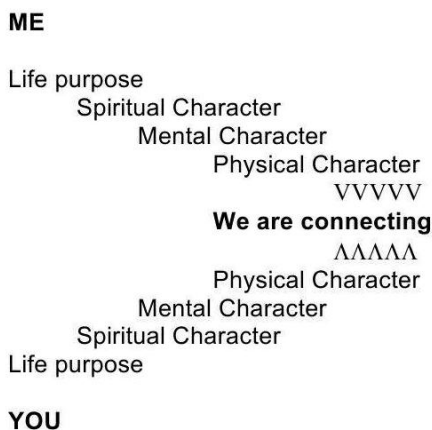 ME
Life purpose
Spiritual Character
Mental Character
Physical Character
VVVVV
We are connecting
ΛΛΛΛΛ
Physical Character
Mental Character
Spiritual Character
Life purpose
YOU